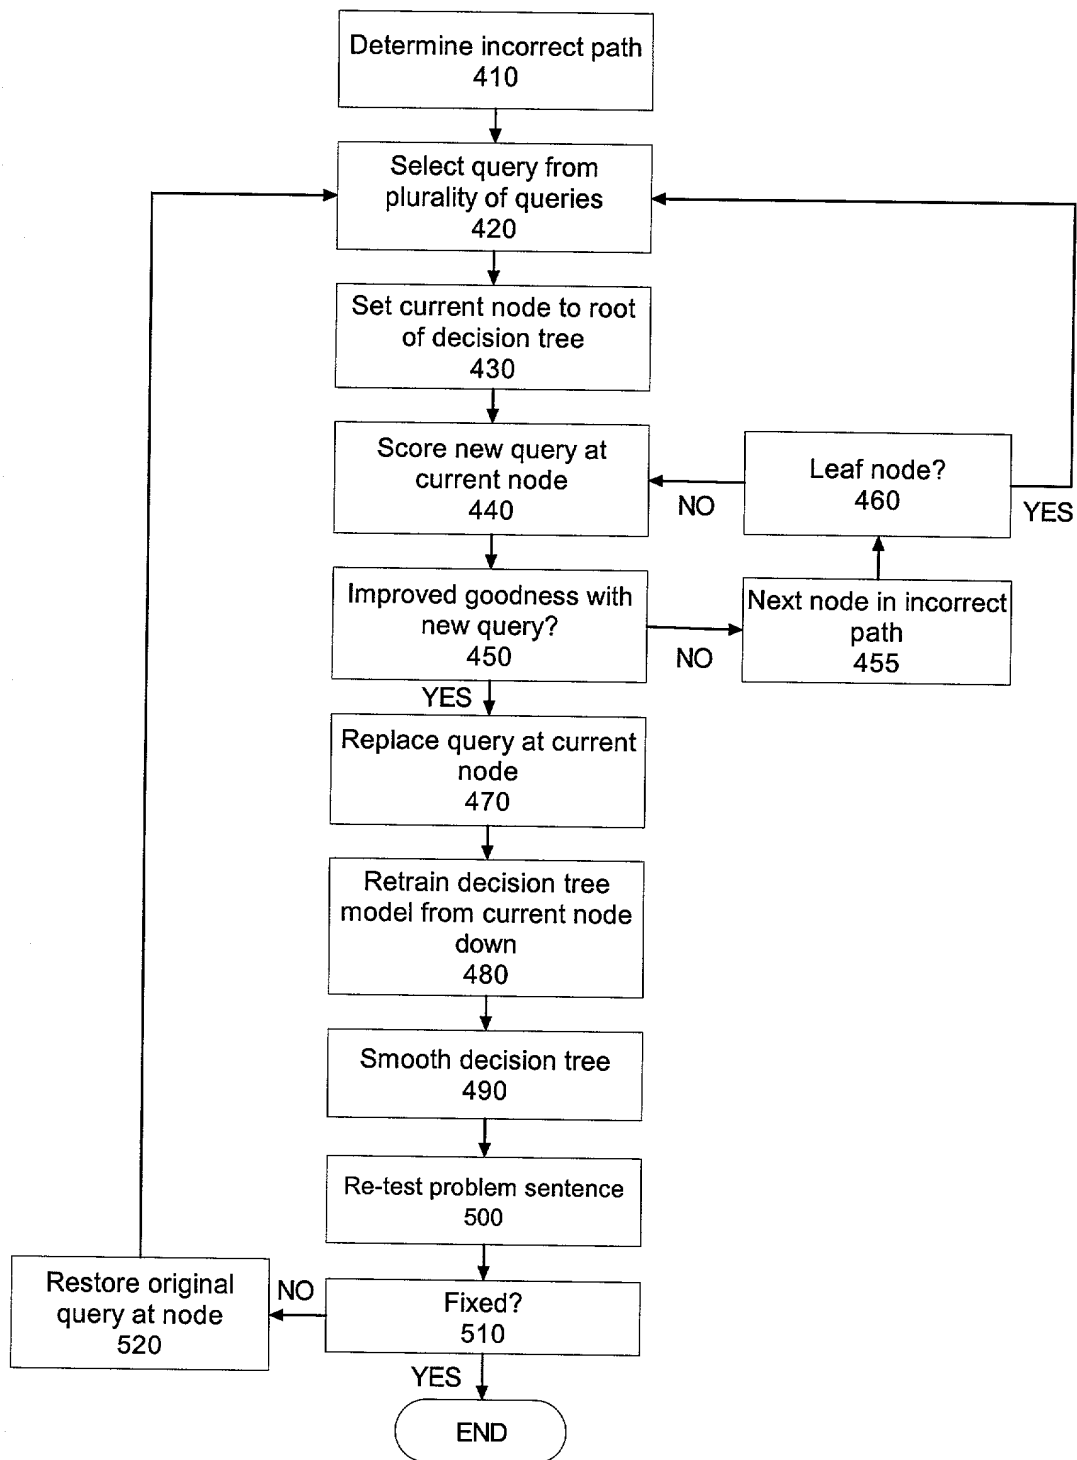 Determine incorrect path
410
Select query from
plurality of queries
420
Set current node to root
of decision tree
430
Score new query at
current node
440
NO
Leaf node?
460
YES
Improved goodness with
new query?
450
NO
Next node in incorrect
path
455
YES
Replace query at current
node
470
Retrain decision tree
model from current node
down
480
Smooth decision tree
490
Re-test problem sentence
500
Restore original
query at node
520
NO
Fixed?
510
YES
END